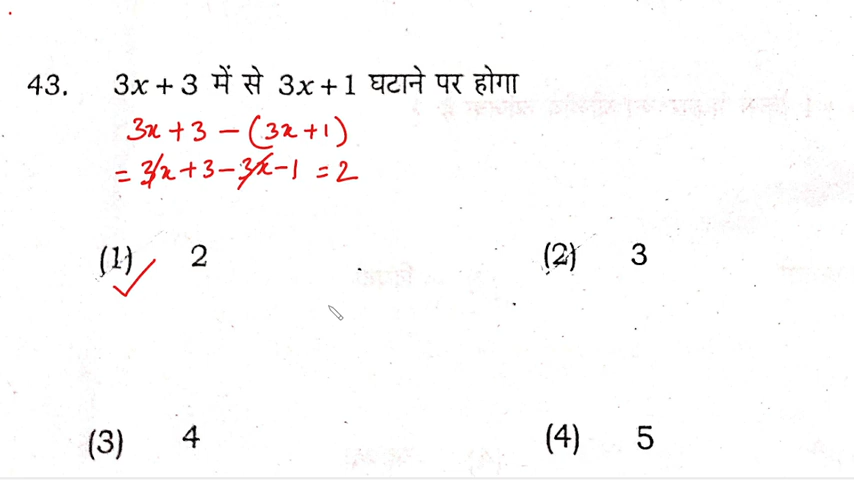 43. 3x + 3 में से 3x + 1 घटाने पर होगा
3x + 3 - (3x + 1)
= 3x + 3 - 3x - 1 = 2
(1) 2
(2) 3
(3) 4
(4) 5